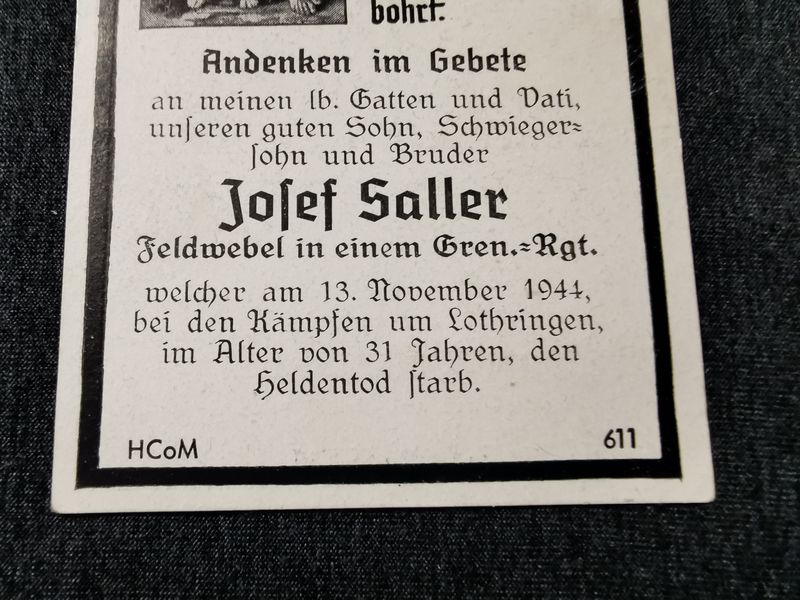 bohrt.
Andenken im Gebete
an meinen lb. Gatten und Vati,
unſeren guten Sohn, Schwieger⸗
ſohn und Bruder
Joſef Saller
Feldwebel in einem Gren.⸗Rgt.
welcher am 13. November 1944,
bei den Kämpfen um Lothringen,
im Alter von 31 Jahren, den
Heldentod ſtarb.
HCoM 611